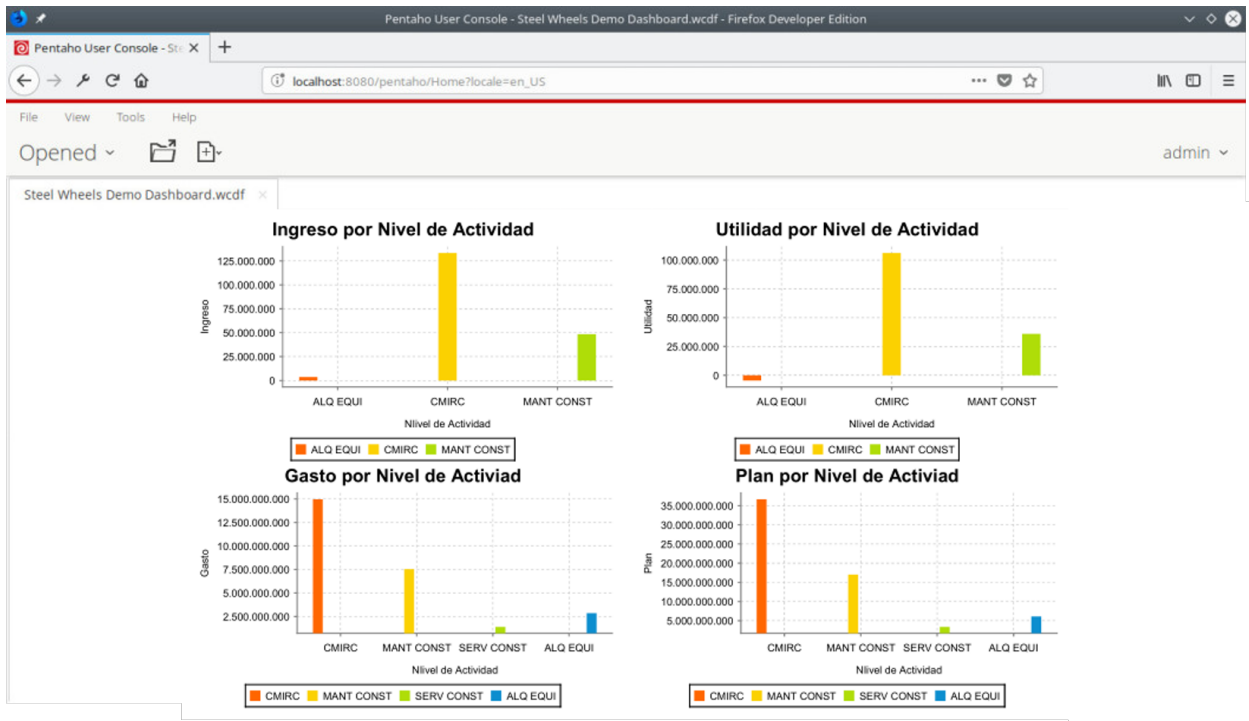 Pentaho User Console - Steel Wheels Demo Dashboard.wcdf - Firefox Developer Edition
Pentaho User Console - Ste
localhost:8080/pentaho/Home?locale=en_US
File View Tools Help
Opened
admin
Steel Wheels Demo Dashboard.wcdf
Ingreso por Nivel de Actividad
125.000.000
100.000.000
75.000.000
50.000.000
25.000.000
0
Ingreso
ALQ EQUI CMIRC MANT CONST
NIivel de Actividad
ALQ EQUI CMIRC MANT CONST
Utilidad por Nivel de Actividad
100.000.000
75.000.000
50.000.000
25.000.000
0
Utilidad
ALQ EQUI CMIRC MANT CONST
NIivel de Actividad
ALQ EQUI CMIRC MANT CONST
Gasto por Nivel de Activiad
15.000.000.000
12.500.000.000
10.000.000.000
7.500.000.000
5.000.000.000
2.500.000.000
Gasto
CMIRC MANT CONST SERV CONST ALQ EQUI
NIivel de Actividad
CMIRC MANT CONST SERV CONST ALQ EQUI
Plan por Nivel de Activiad
35.000.000.000
30.000.000.000
25.000.000.000
20.000.000.000
15.000.000.000
10.000.000.000
5.000.000.000
Plan
CMIRC MANT CONST SERV CONST ALQ EQUI
NIivel de Actividad
CMIRC MANT CONST SERV CONST ALQ EQUI